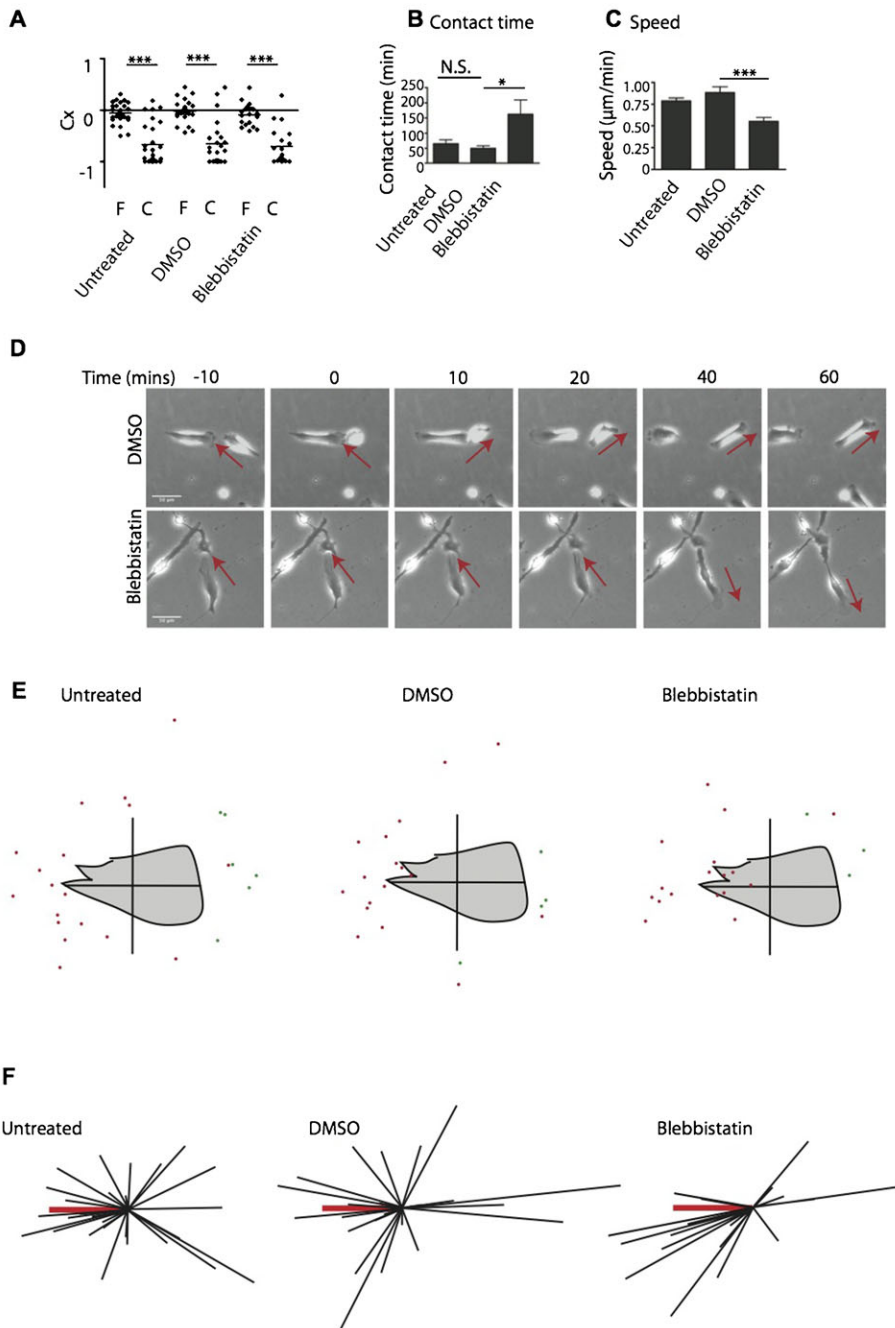 A
1
0
-1
Cx
***
***
***
F C F C F C
Untreated
DMSO
Blebbistatin
B Contact time
Contact time (min)
250
200
150
100
50
0
N.S.
*
Untreated
DMSO
Blebbistatin
C Speed
Speed (µm/min)
0.75
0.50
0.25
0
***
Untreated
DMSO
Blebbistatin
D
Time (mins) -10 0 10 20 40 60
DMSO
Blebbistatin
E
Untreated DMSO Blebbistatin
F
Untreated DMSO Blebbistatin